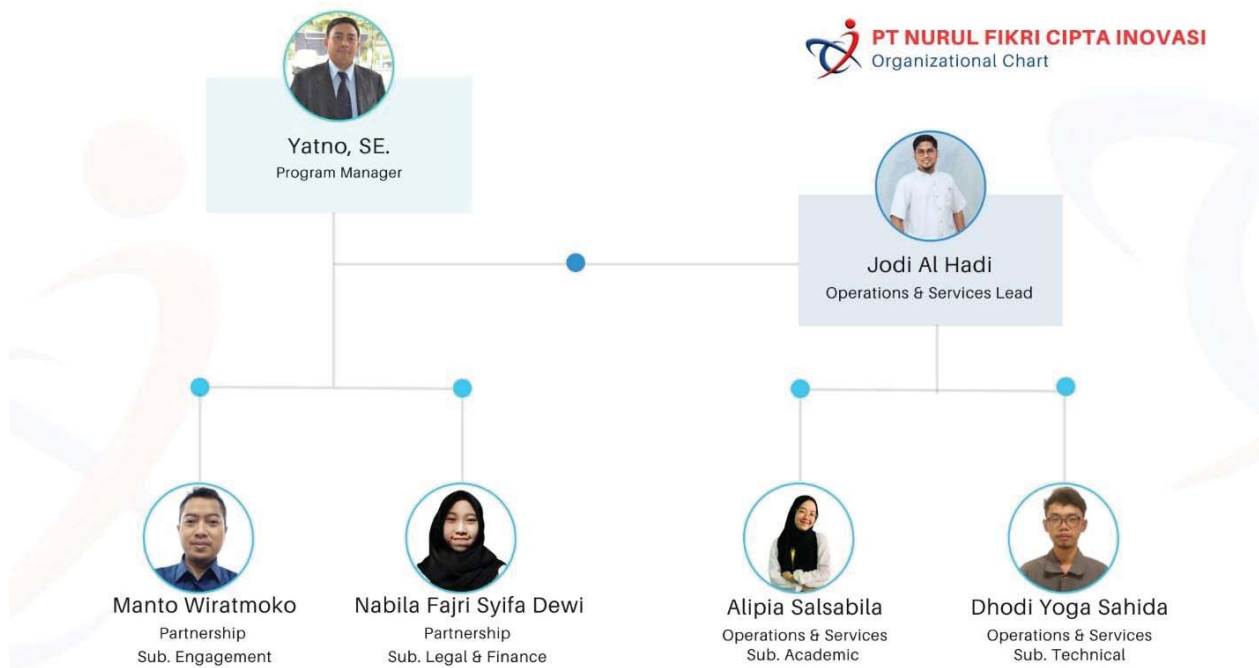 PT NURUL FIKRI CIPTA INOVASI
Organizational Chart
Yatno, SE.
Program Manager
Jodi Al Hadi
Operations & Services Lead
Manto Wiratmoko
Partnership
Sub. Engagement
Nabila Fajri Syifa Dewi
Partnership
Sub. Legal & Finance
Alipia Salsabila
Operations & Services
Sub. Academic
Dhodi Yoga Sahida
Operations & Services
Sub. Technical